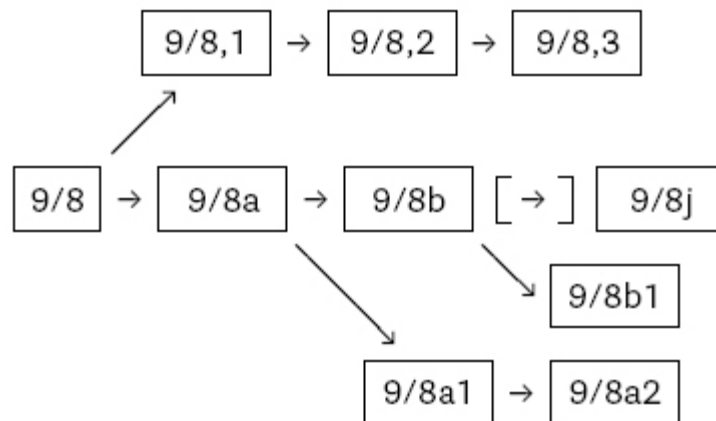 9/8,1 → 9/8,2 → 9/8,3
9/8 → 9/8a → 9/8b [ → ] 9/8j
9/8b1
9/8a1 → 9/8a2